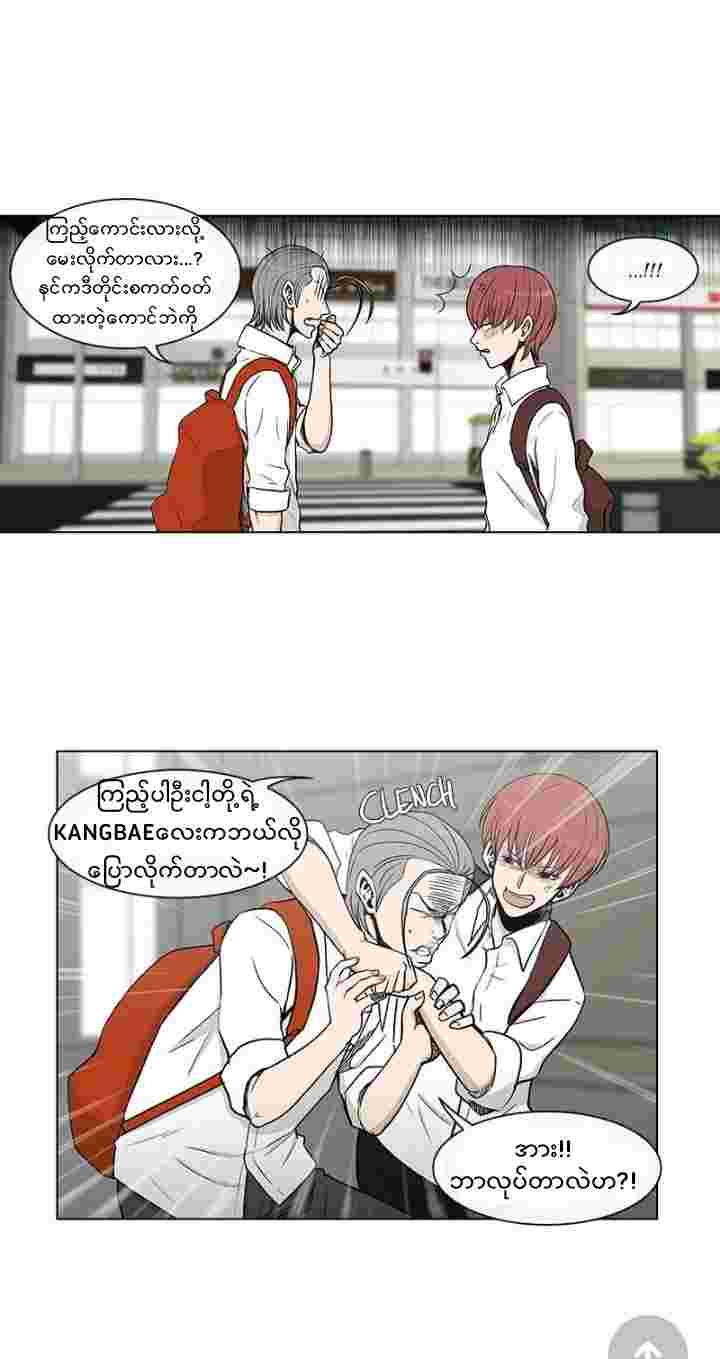 ကြည့်ကောင်းလားလို့
မေးလိုက်တာလား...?
နင်ကဒီတိုင်းစကတ်ဝတ်
ထားတဲ့ကောင်ဘဲကို
...!!!
ကြည့်ပါဦးငါ့တို့ရဲ့
KANGBAEလေးကဘယ်လို
ပြောလိုက်တာလဲ~!
CLENCH
အား!!
ဘာလုပ်တာလဲဟ?!